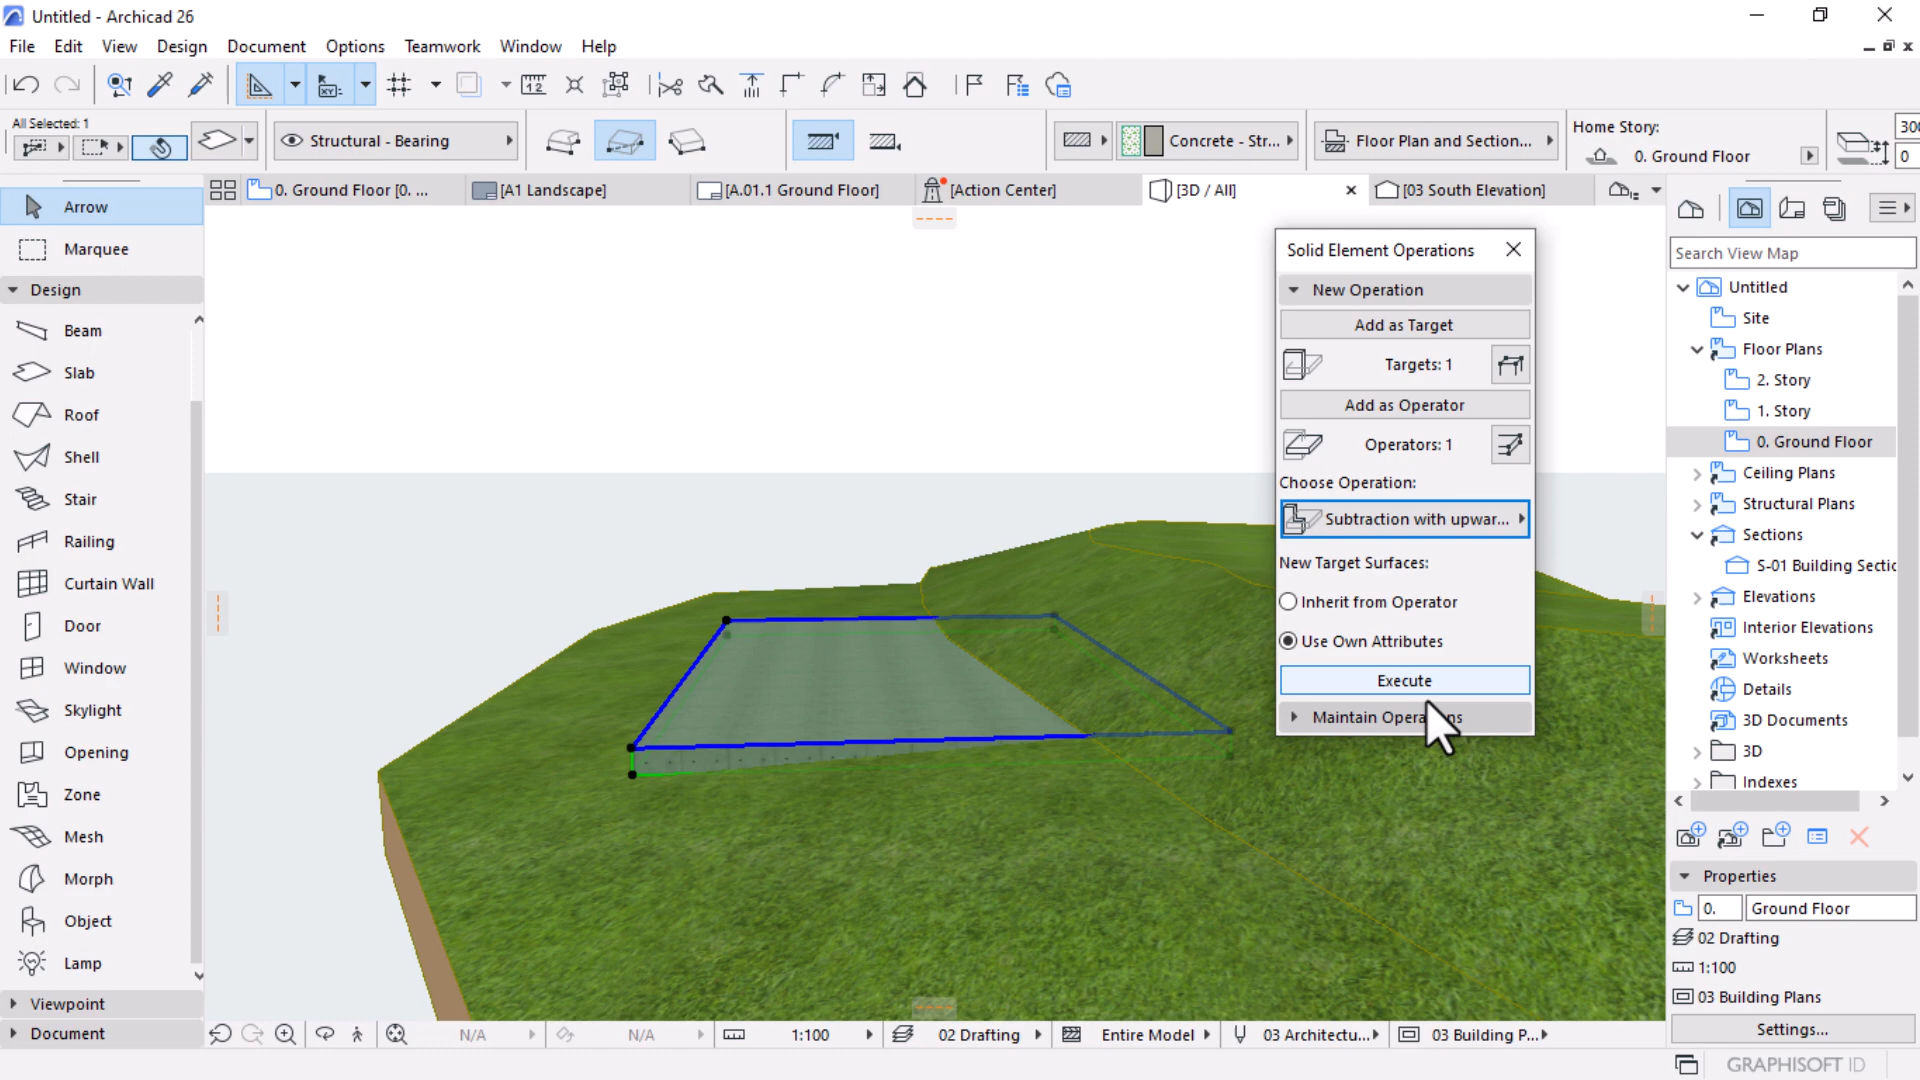 Untitled - Archicad 26
File Edit View Design Document Options Teamwork Window Help
All Selected: 1
Structural - Bearing
Concrete - Str...
Floor Plan and Section...
Home Story:
0. Ground Floor
300
0
0. Ground Floor [0. ...
[A1 Landscape]
[A.01.1 Ground Floor]
[Action Center]
[3D / All]
[03 South Elevation]
Arrow
Marquee
Design
Beam
Slab
Roof
Shell
Stair
Railing
Curtain Wall
Door
Window
Skylight
Opening
Zone
Mesh
Morph
Object
Lamp
Viewpoint
Document
Solid Element Operations
New Operation
Add as Target
Targets: 1
Add as Operator
Operators: 1
Choose Operation:
Subtraction with upwar...
New Target Surfaces:
Inherit from Operator
Use Own Attributes
Execute
Search View Map
Untitled
Site
Floor Plans
2. Story
1. Story
0. Ground Floor
Ceiling Plans
Structural Plans
Sections
S-01 Building Sectic
Elevations
Interior Elevations
Worksheets
Details
3D Documents
3D
Indexes
Properties
0. Ground Floor
02 Drafting
1:100
03 Building Plans
Settings...
N/A
N/A
1:100
02 Drafting
Entire Model
03 Architectu...
03 Building P...
GRAPHISOFT ID